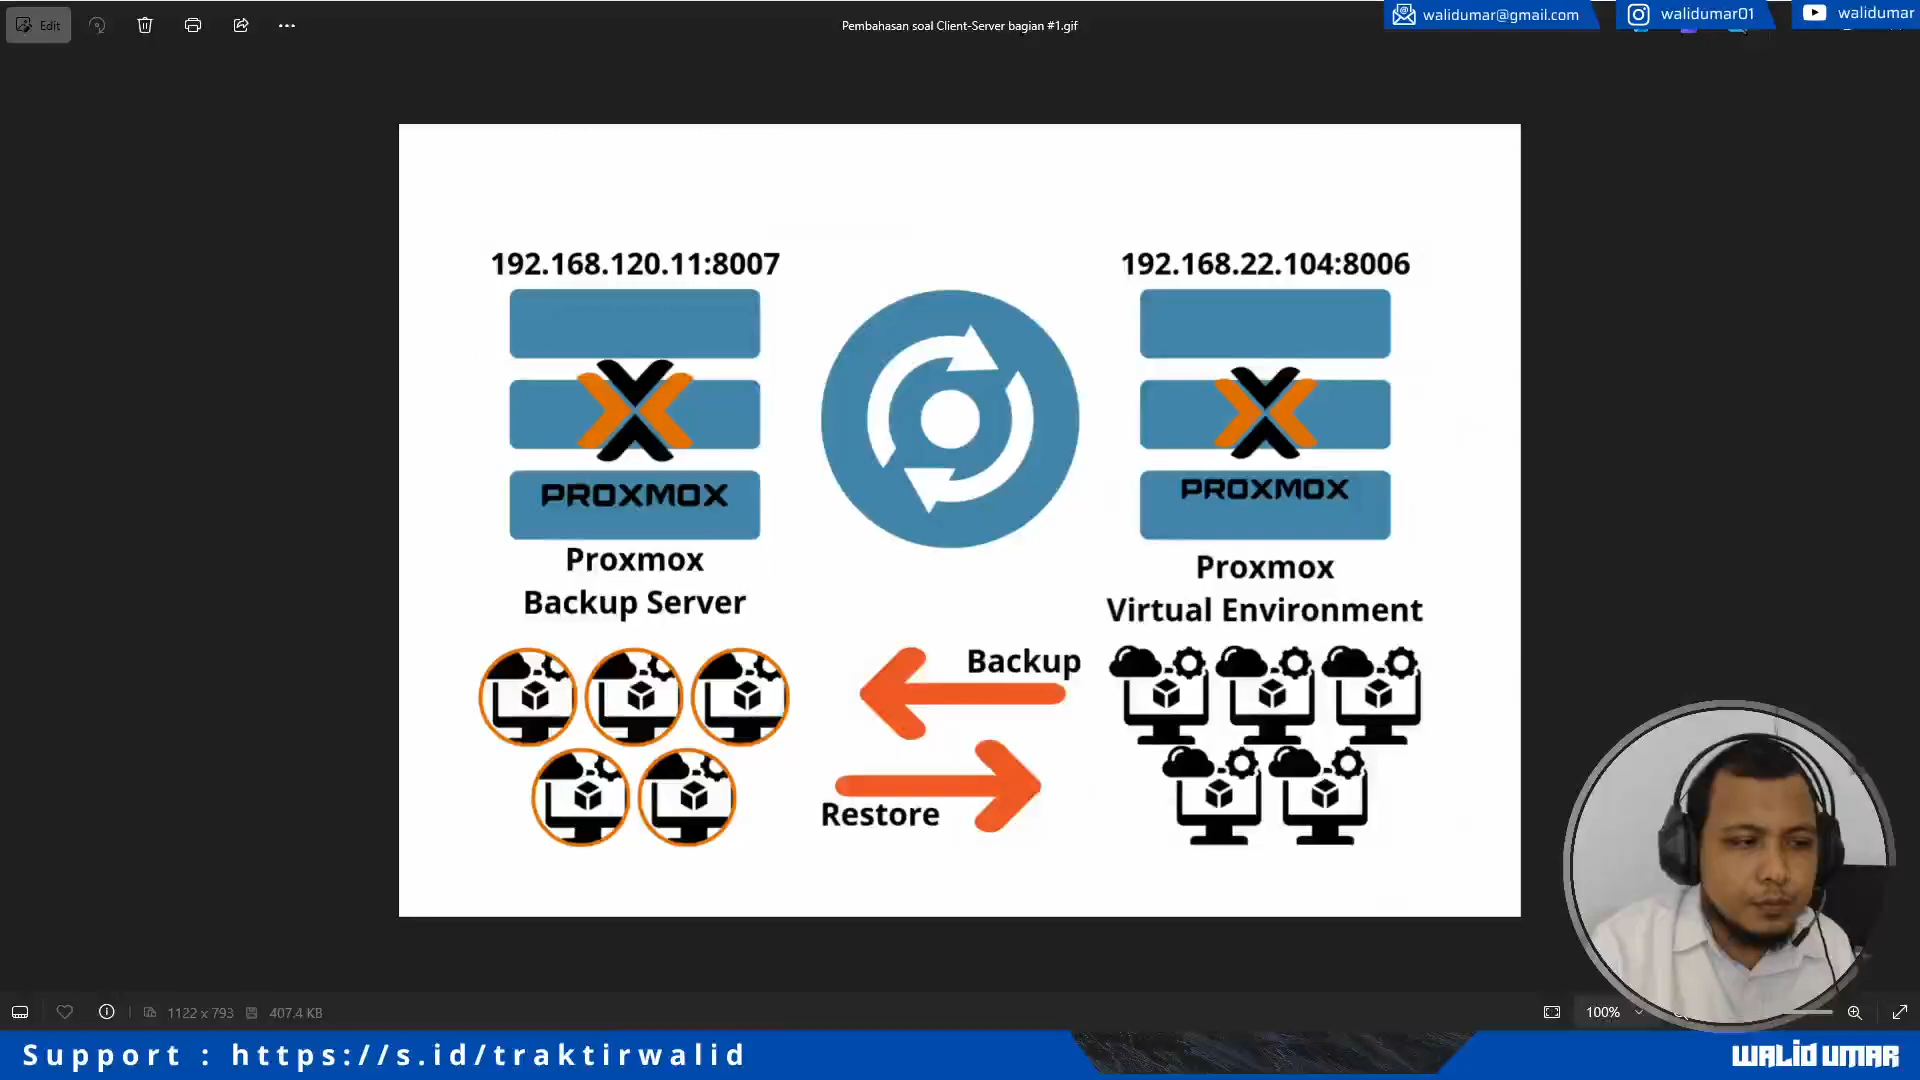 Edit
Pembahasan soal Client-Server bagian #1.gif
walidumar@gmail.com
walidumar01
walidumar
192.168.120.11:8007
192.168.22.104:8006
PROXMOX
PROXMOX
Proxmox
Backup Server
Proxmox
Virtual Environment
Backup
Restore
1122 x 793
407.4 KB
100%
Support : https://s.id/traktirwalid
WALID UMAR